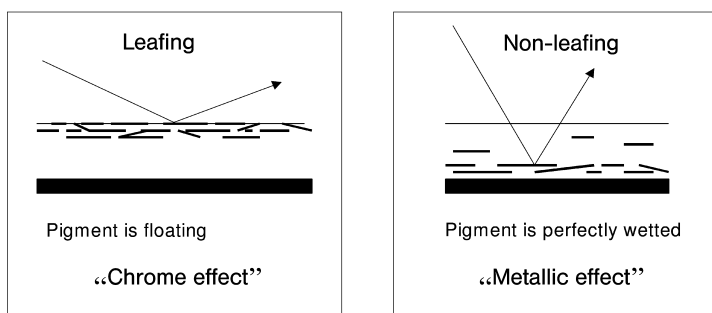 Leafing
Pigment is floating
„Chrome effect”
Non-leafing
Pigment is perfectly wetted
„Metallic effect”